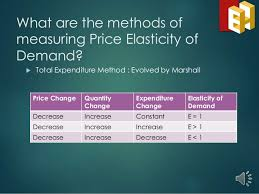 What are the methods of
measuring Price Elasticity of
Demand?
Total Expenditure Method : Evolved by Marshall
Price Change Quantity Change Expenditure Change Elasticity of Demand
Decrease Increase Constant E = 1
Decrease Increase Increase E > 1
Decrease Increase Decrease E < 1